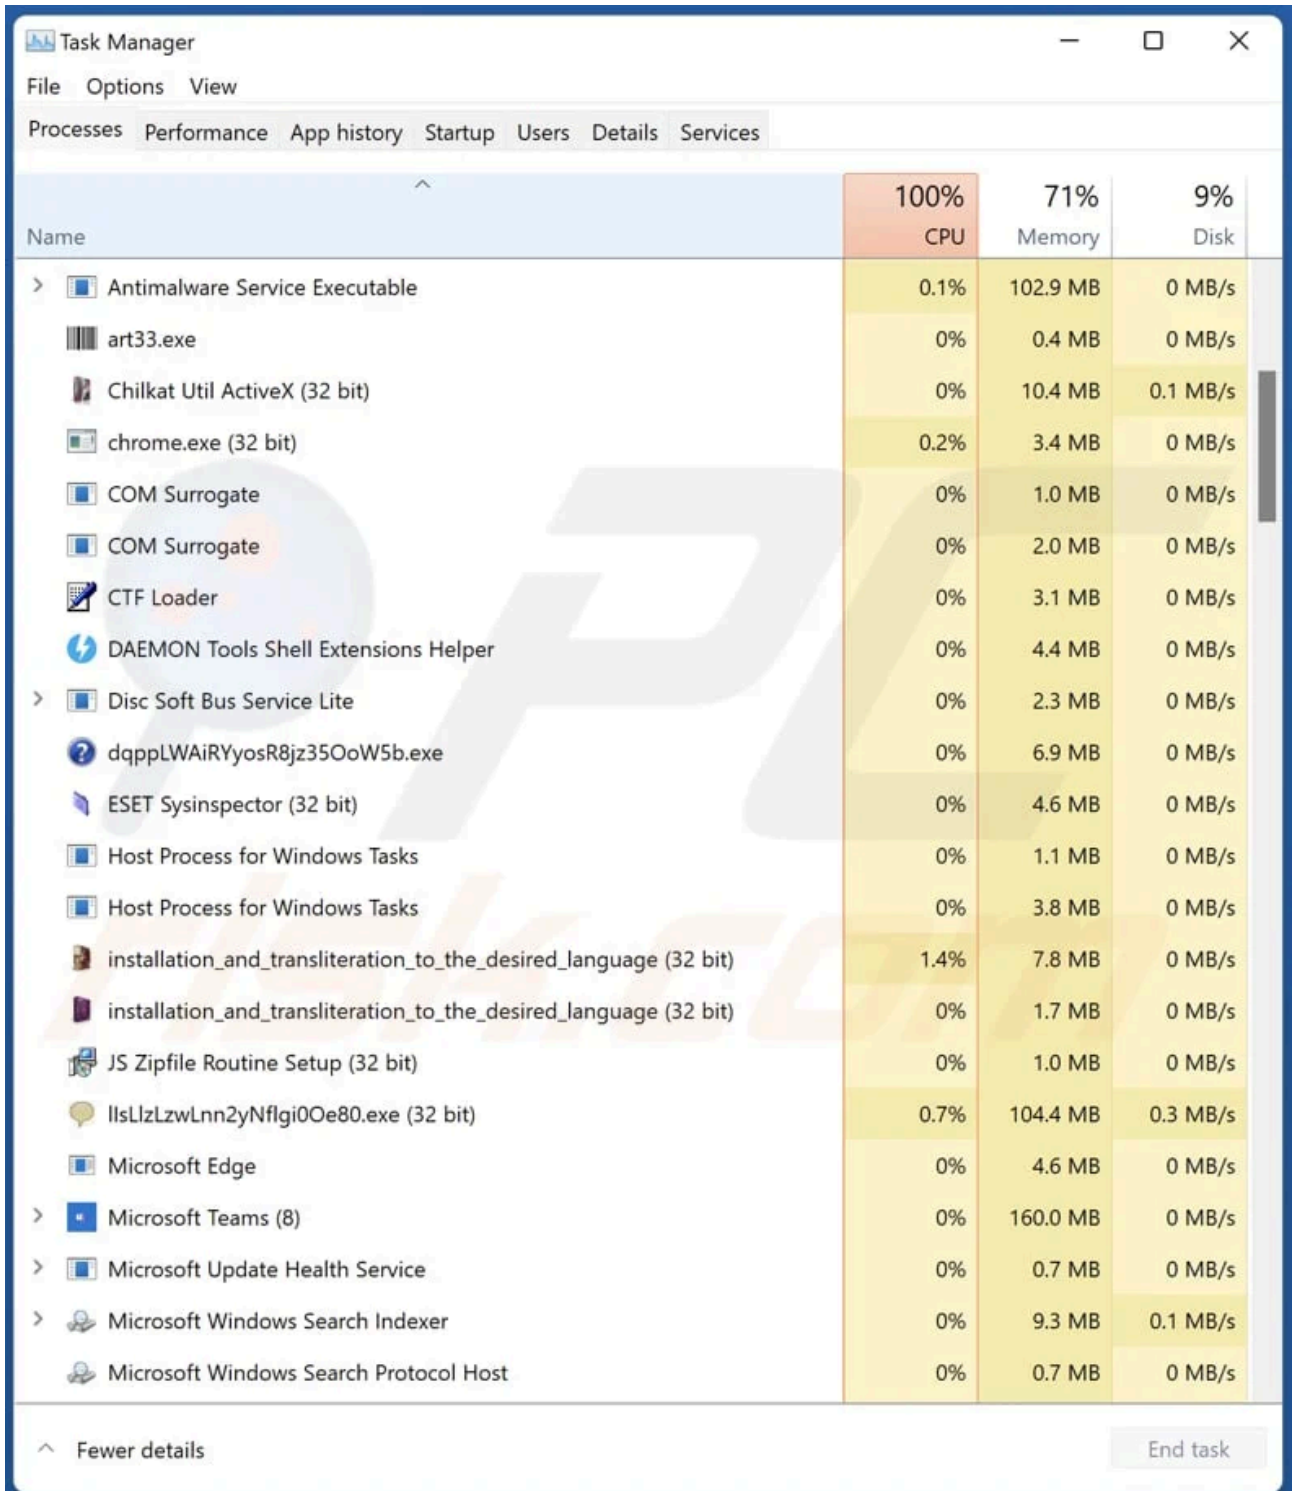 Task Manager
File Options View
Processes Performance App history Startup Users Details Services
100% 71% 9%
Name CPU Memory Disk
Antimalware Service Executable 0.1% 102.9 MB 0 MB/s
art33.exe 0% 0.4 MB 0 MB/s
Chilkat Util ActiveX (32 bit) 0% 10.4 MB 0.1 MB/s
chrome.exe (32 bit) 0.2% 3.4 MB 0 MB/s
COM Surrogate 0% 1.0 MB 0 MB/s
COM Surrogate 0% 2.0 MB 0 MB/s
CTF Loader 0% 3.1 MB 0 MB/s
DAEMON Tools Shell Extensions Helper 0% 4.4 MB 0 MB/s
Disc Soft Bus Service Lite 0% 2.3 MB 0 MB/s
dqppLWAiRYyosR8jz35OoW5b.exe 0% 6.9 MB 0 MB/s
ESET Sysinspector (32 bit) 0% 4.6 MB 0 MB/s
Host Process for Windows Tasks 0% 1.1 MB 0 MB/s
Host Process for Windows Tasks 0% 3.8 MB 0 MB/s
installation_and_transliteration_to_the_desired_language (32 bit) 1.4% 7.8 MB 0 MB/s
installation_and_transliteration_to_the_desired_language (32 bit) 0% 1.7 MB 0 MB/s
JS Zipfile Routine Setup (32 bit) 0% 1.0 MB 0 MB/s
llsLlzLzwLnn2yNflgi0Oe80.exe (32 bit) 0.7% 104.4 MB 0.3 MB/s
Microsoft Edge 0% 4.6 MB 0 MB/s
Microsoft Teams (8) 0% 160.0 MB 0 MB/s
Microsoft Update Health Service 0% 0.7 MB 0 MB/s
Microsoft Windows Search Indexer 0% 9.3 MB 0.1 MB/s
Microsoft Windows Search Protocol Host 0% 0.7 MB 0 MB/s
Fewer details End task
PC
risk.com